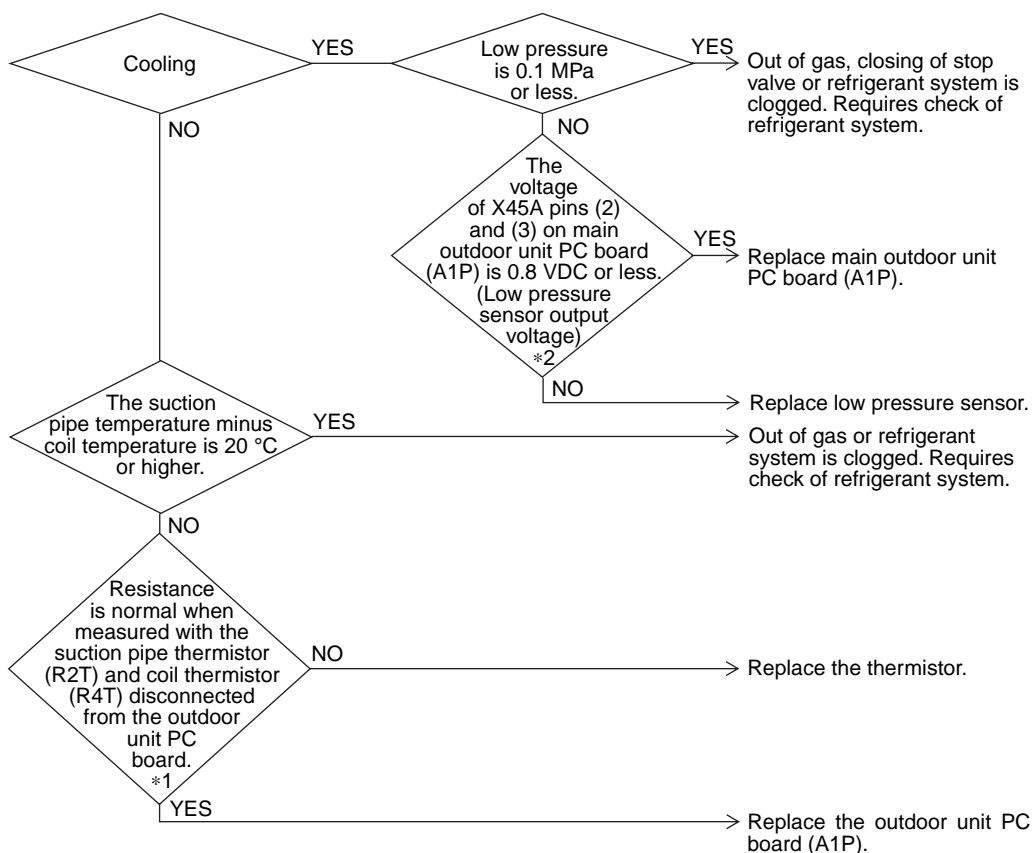 Cooling
YES
Low pressure
is 0.1 MPa
or less.
YES
Out of gas, closing of stop
valve or refrigerant system is
clogged. Requires check of
refrigerant system.
NO
NO
The
voltage
of X45A pins (2)
and (3) on main
outdoor unit PC board
(A1P) is 0.8 VDC or less.
(Low pressure
sensor output
voltage)
*2
YES
Replace main outdoor unit
PC board (A1P).
NO
Replace low pressure sensor.
The suction
pipe temperature minus
coil temperature is 20 °C
or higher.
YES
Out of gas or refrigerant
system is clogged. Requires
check of refrigerant system.
NO
Resistance
is normal when
measured with the
suction pipe thermistor
(R2T) and coil thermistor
(R4T) disconnected
from the outdoor
unit PC
board.
*1
NO
Replace the thermistor.
YES
Replace the outdoor unit PC
board (A1P).